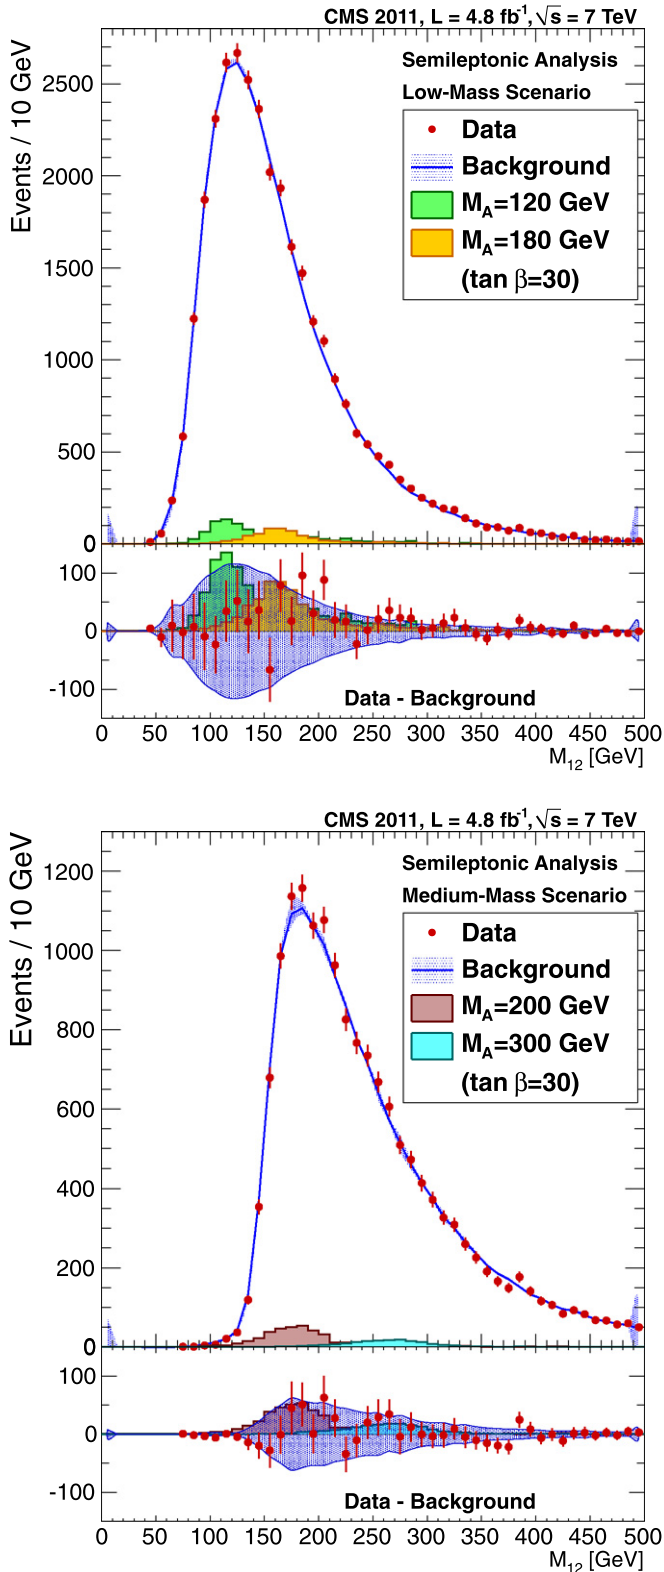 CMS 2011, L = 4.8 fb⁻¹, √s = 7 TeV
Events / 10 GeV
Semileptonic Analysis
Low-Mass Scenario
Data
Background
M_A=120 GeV
M_A=180 GeV
(tan β=30)
2500
2000
1500
1000
500
0
100
0
-100
Data - Background
0 50 100 150 200 250 300 350 400 450 500
M₁₂ [GeV]
CMS 2011, L = 4.8 fb⁻¹, √s = 7 TeV
Events / 10 GeV
Semileptonic Analysis
Medium-Mass Scenario
Data
Background
M_A=200 GeV
M_A=300 GeV
(tan β=30)
1200
1000
800
600
400
200
0
100
0
-100
Data - Background
0 50 100 150 200 250 300 350 400 450 500
M₁₂ [GeV]